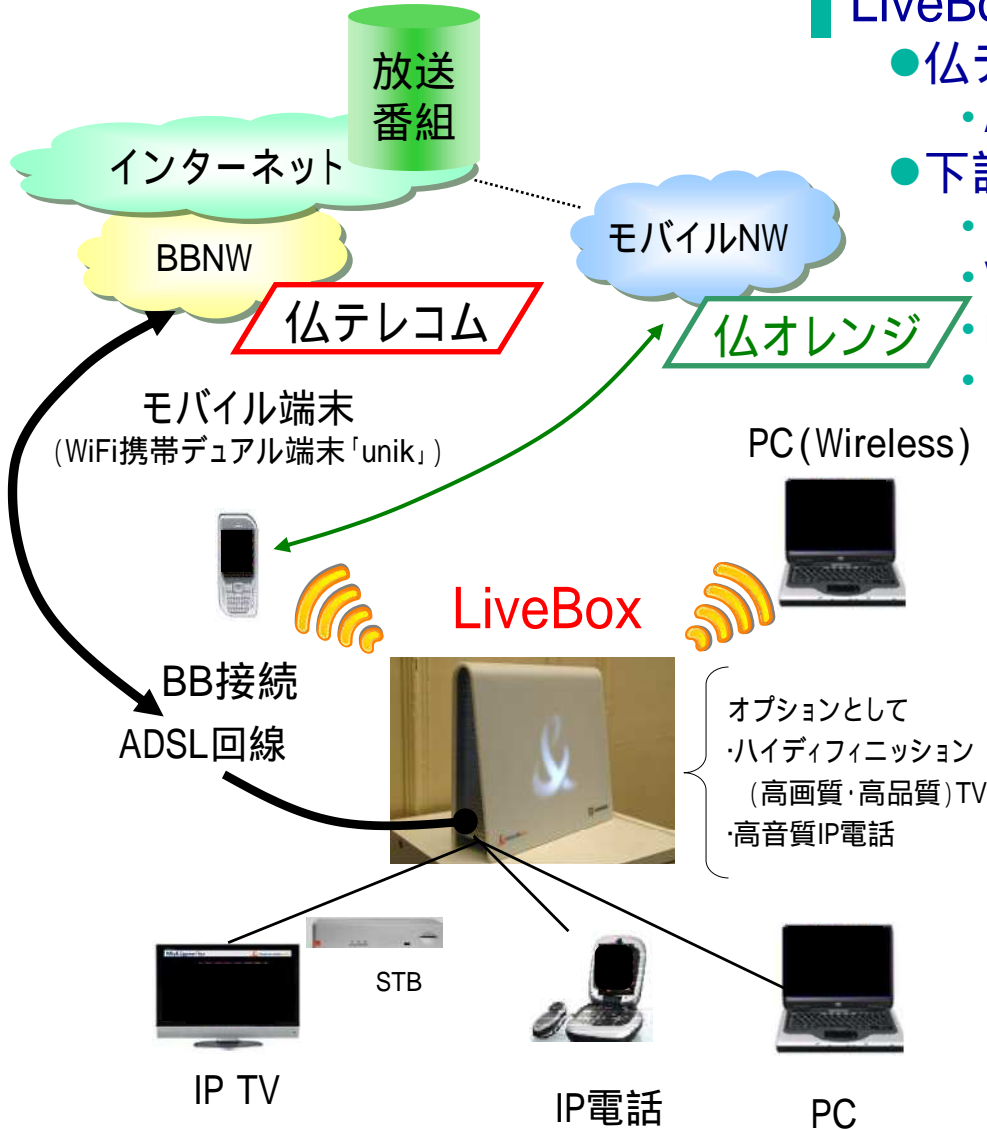 LiveBo
●仏テ
●下記
放送
番組
インターネット
BBNW
モバイルNW
仏テレコム
仏オレンジ
モバイル端末
(WiFi携帯デュアル端末「unik」)
PC(Wireless)
LiveBox
BB接続
ADSL回線
オプションとして
・ハイディフィニッション
(高画質・高品質)TV
・高音質IP電話
STB
IP TV
IP電話
PC